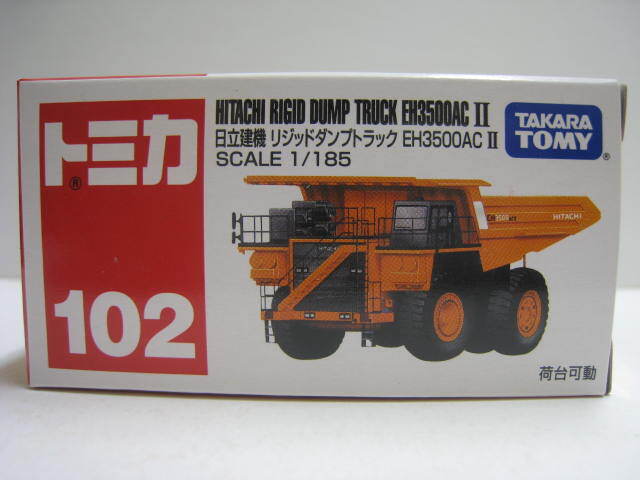 トミカ
®
102
HITACHI RIGID DUMP TRUCK EH3500AC II
日立建機 リジッドダンプトラック EH3500AC II
SCALE 1/185
TAKARA
TOMY®
HITACHI
HITACHI
荷台可動